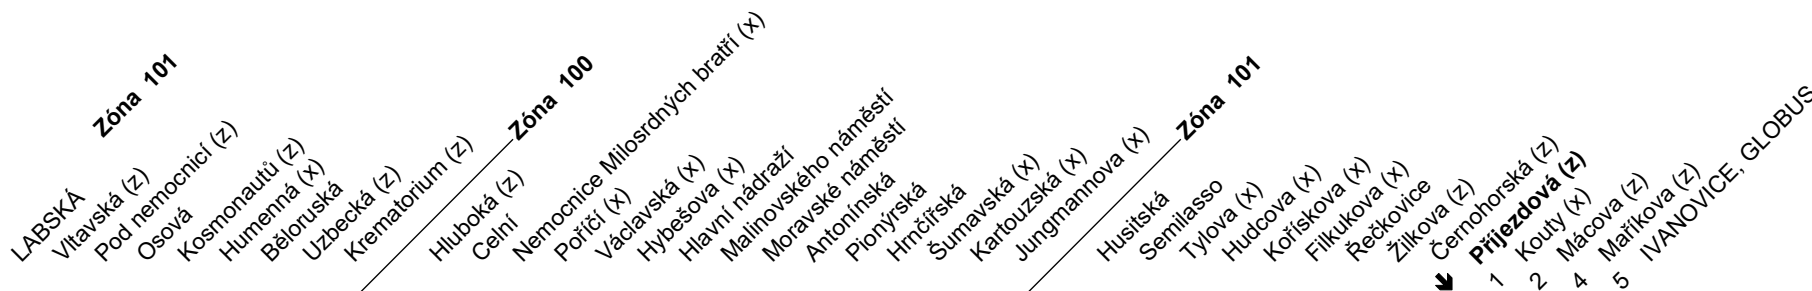 Zóna 101
LABSKÁ
Vltavská (z)
Pod nemocnicí (z)
Osová
Kosmonautů (z)
Humenná (x)
Běloruská
Uzbecká (z)
Krematorium (z)
Zóna 100
Hluboká (z)
Celní
Nemocnice Milosrdných bratří (x)
Poříčí (x)
Václavská (x)
Hybešova (x)
Hlavní nádraží
Malinovského náměstí
Moravské náměstí
Antonínská
Pionýrská
Hrnčířská
Šumavská (x)
Kartouzská (x)
Jungmannova (x)
Zóna 101
Husitská
Semilasso
Tylova (x)
Hudcova (x)
Kořískova (x)
Filkukova (x)
Řečkovice
Žilkova (z)
Černohorská (z)
Příjezdová (z)
1 Kouty (x)
2 Mácova (z)
4 Maříkova (z)
5 IVANOVICE, GLOBUS